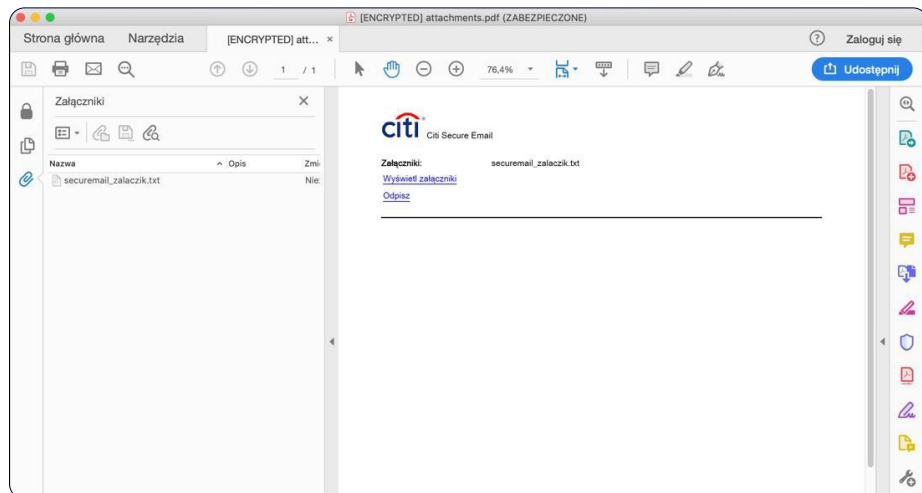 [ENCRYPTED] attachments.pdf (ZABEZPIECZONE)
Strona główna Narzędzia [ENCRYPTED] att... × ? Zaloguj się
1 / 1 76,4% Udostępnij
Załączniki ×
Nazwa Opis Zmi
securemail_zalaczik.txt Nie:
citi Citi Secure Email
Załączniki: securemail_zalaczik.txt
Wyświetl załączniki
Odpisz